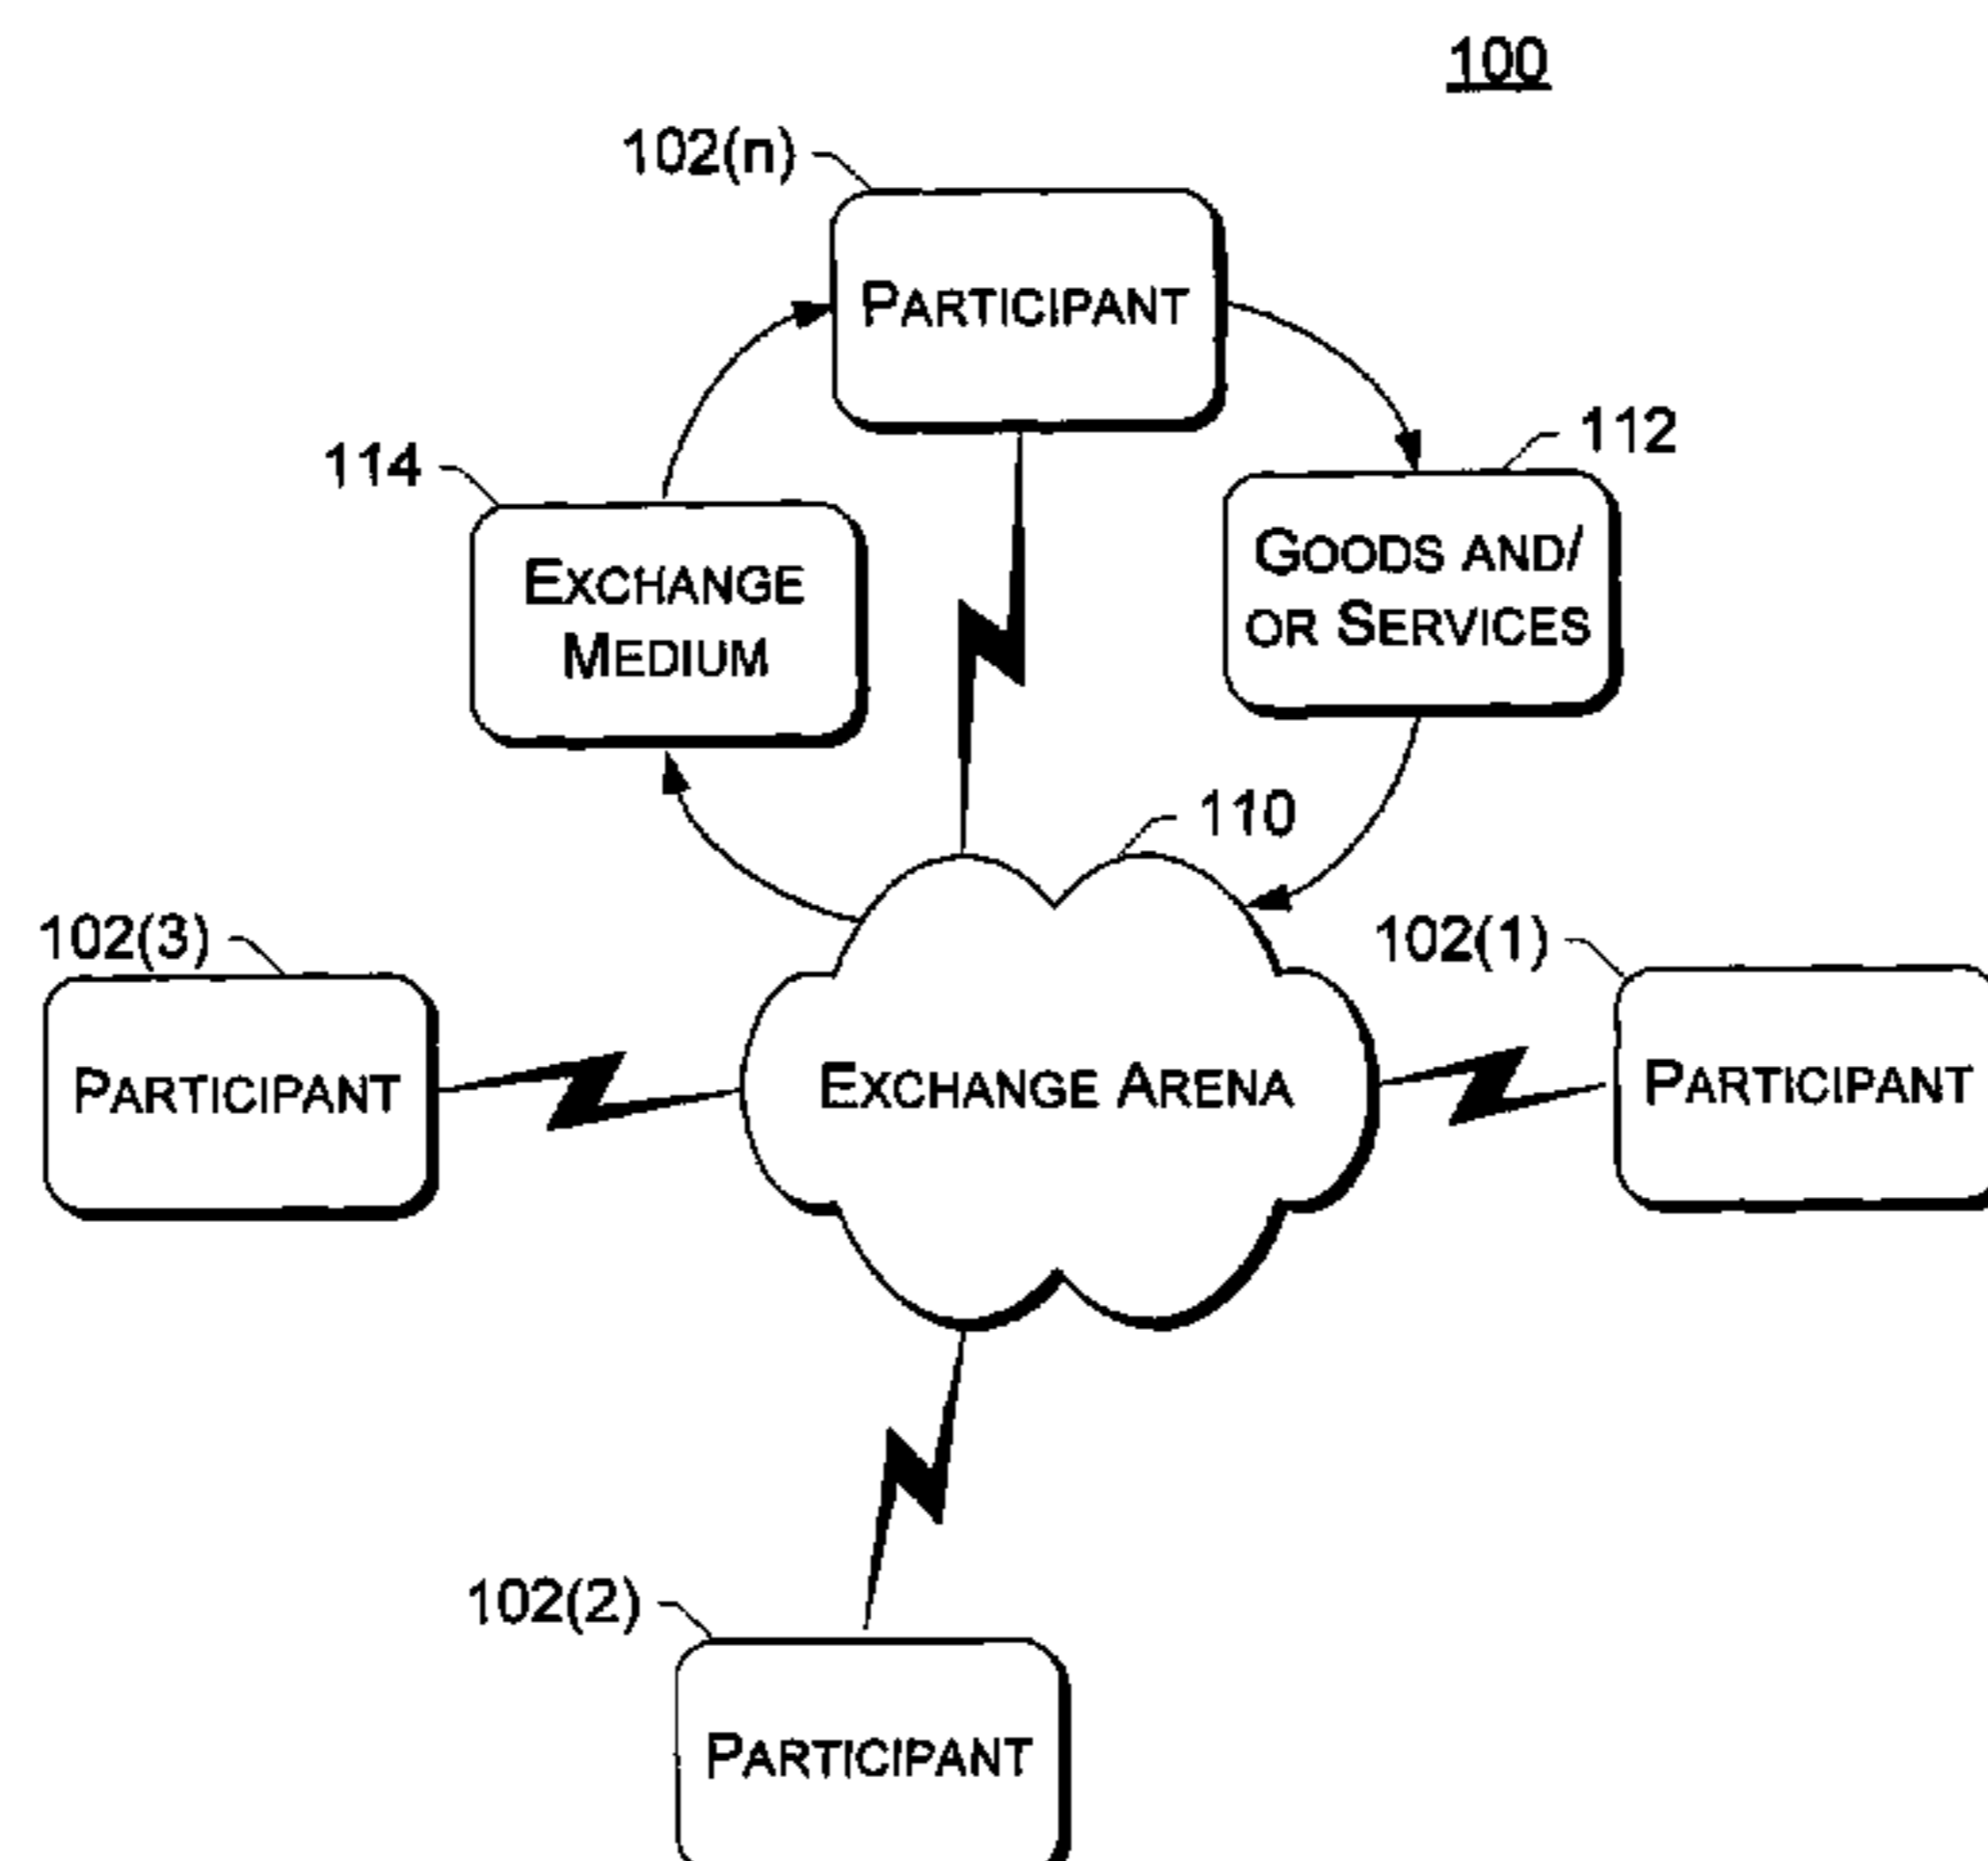 100
102(n)
PARTICIPANT
112
114
GOODS AND/
OR SERVICES
EXCHANGE
MEDIUM
110
102(3)
102(1)
PARTICIPANT
EXCHANGE ARENA
PARTICIPANT
102(2)
PARTICIPANT